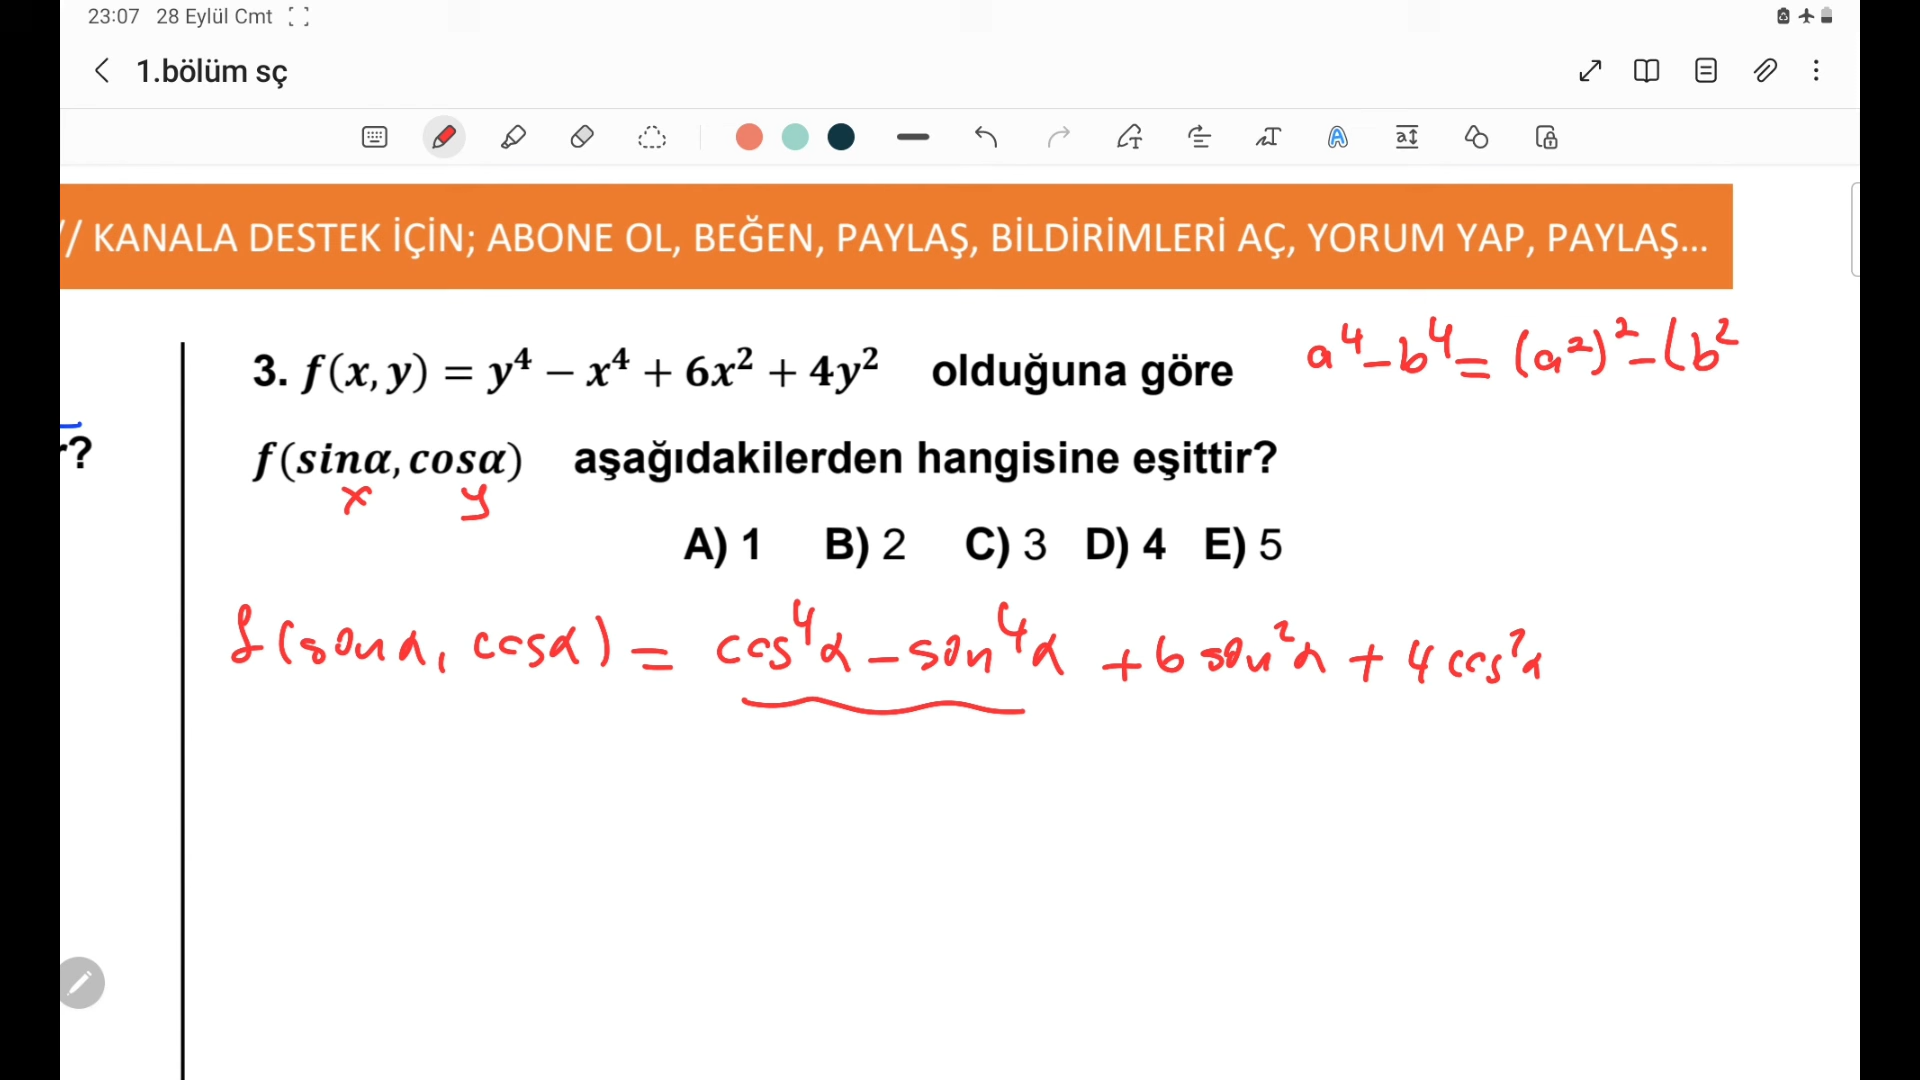 23:07 28 Eylül Cmt
1.bölüm sç
// KANALA DESTEK İÇİN; ABONE OL, BEĞEN, PAYLAŞ, BİLDİRİMLERİ AÇ, YORUM YAP, PAYLAŞ...
a⁴ – b⁴ = (a²)² – (b²
3. f(x, y) = y⁴ − x⁴ + 6x² + 4y² olduğuna göre
r?
f(sinα, cosα) aşağıdakilerden hangisine eşittir?
x y
A) 1 B) 2 C) 3 D) 4 E) 5
f(sinα, cosα) = cos⁴α – sin⁴α + 6 sin²α + 4 cos²α